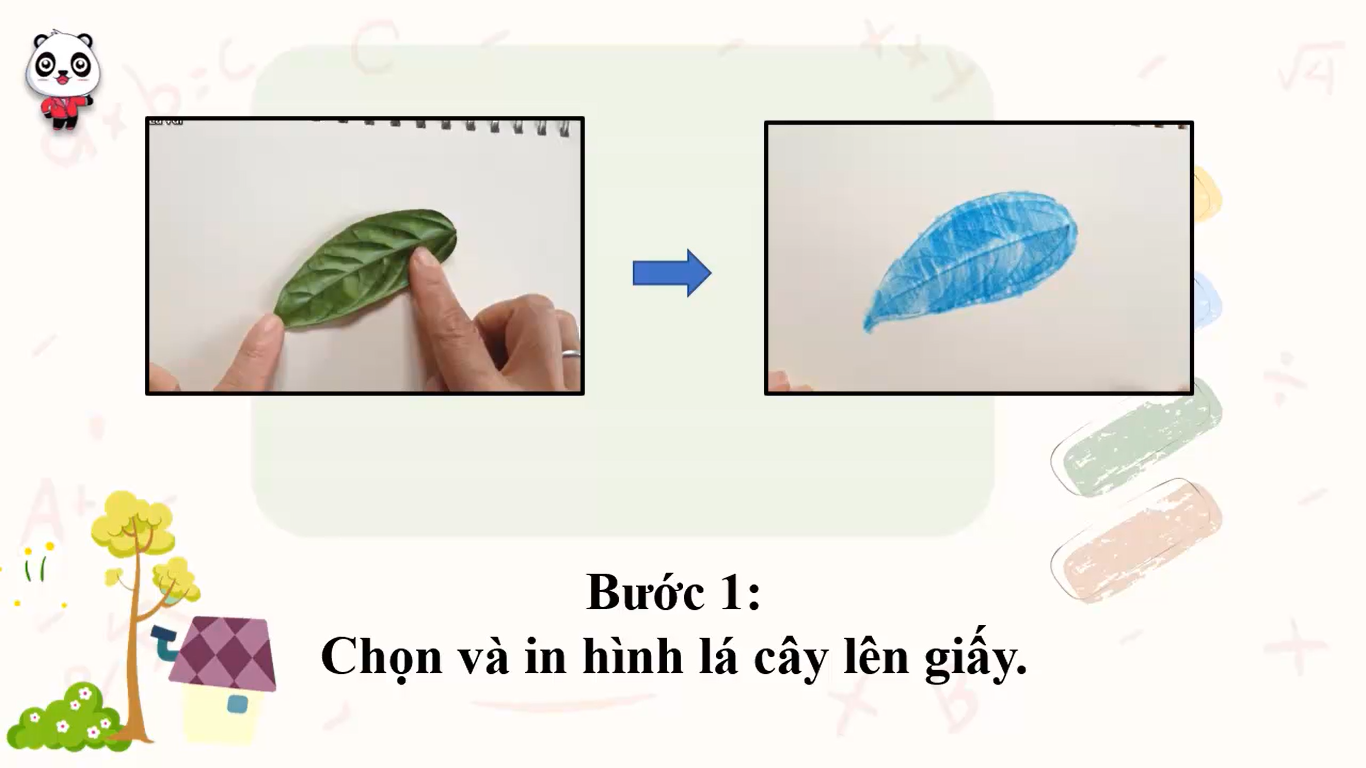 Bước 1:
Chọn và in hình lá cây lên giấy.